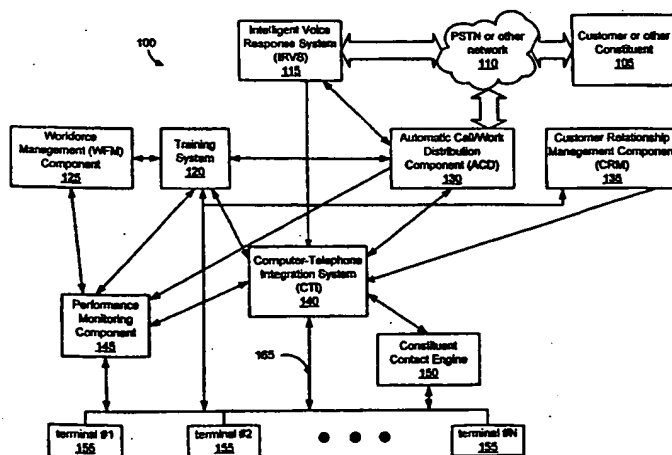 100
Intelligent Voice
Response System
(IRVS)
115
PSTN or other
network
110
Customer or other
Constituent
105
Workforce
Management (WFM)
Component
125
Training
System
120
Automatic Call/Work
Distribution
Component (ACD)
130
Customer Relationship
Management Component
(CRM)
135
Computer-Telephone
Integration System
(CTI)
140
Performance
Monitoring
Component
145
165
Constituent
Contact Engine
150
terminal #1
155
terminal #2
155
terminal #N
155